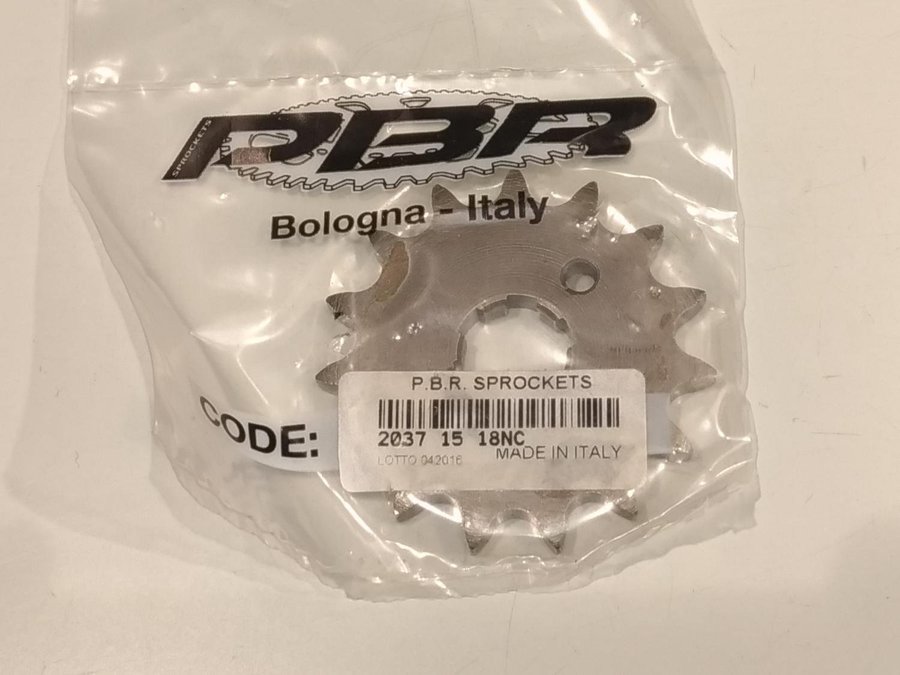 SPROCKETS
PBR
Bologna - Italy
CODE:
P.B.R. SPROCKETS
2037 15 18NC
MADE IN ITALY
LOTTO 042016